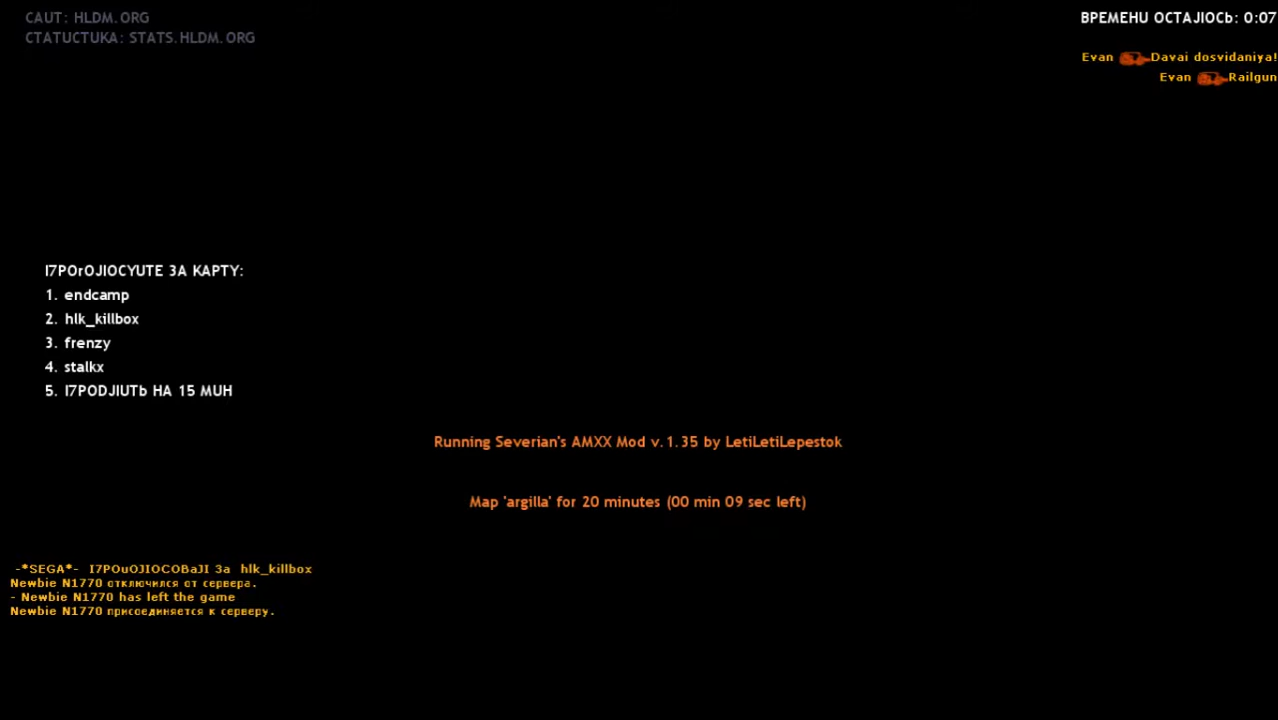 CAUT: HLDM.ORG
CTATUCTUKA: STATS.HLDM.ORG
BPEMEHU OCTAJIOCb: 0:07
Evan Davai dosvidaniya!
Evan Railgun
I7POrOJIOCYUTE 3A KAPTY:
1. endcamp
2. hlk_killbox
3. frenzy
4. stalkx
5. I7PODJIUTb HA 15 MUH
Running Severian's AMXX Mod v.1.35 by LetiLetiLepestok
Map 'argilla' for 20 minutes (00 min 09 sec left)
-*SEGA*- I7POuOJIOCOBaJI 3a hlk_killbox
Newbie N1770 отключился от сервера.
- Newbie N1770 has left the game
Newbie N1770 присоединяется к серверу.